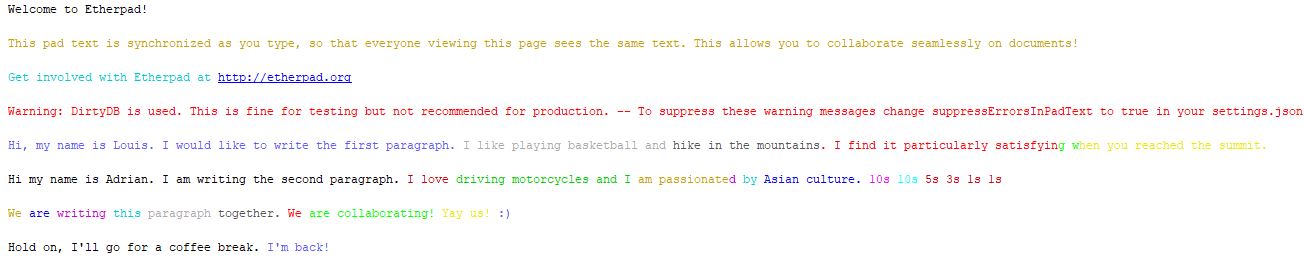 Welcome to Etherpad!
This pad text is synchronized as you type, so that everyone viewing this page sees the same text. This allows you to collaborate seamlessly on documents!
Get involved with Etherpad at http://etherpad.org
Warning: DirtyDB is used. This is fine for testing but not recommended for production. -- To suppress these warning messages change suppressErrorsInPadText to true in your settings.json
Hi, my name is Louis. I would like to write the first paragraph. I like playing basketball and hike in the mountains. I find it particularly satisfying when you reached the summit.
Hi my name is Adrian. I am writing the second paragraph. I love driving motorcycles and I am passionated by Asian culture. 10s 10s 5s 3s 1s 1s
We are writing this paragraph together. We are collaborating! Yay us! :)
Hold on, I'll go for a coffee break. I'm back!